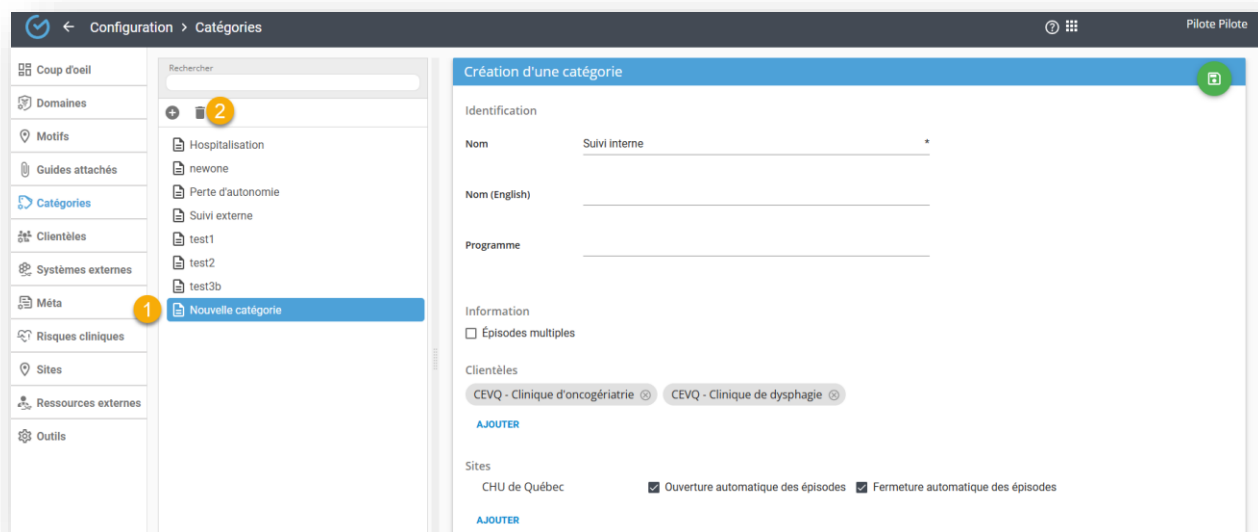 Configuration > Catégories
Pilote Pilote
Coup d'oeil
Domaines
Motifs
Guides attachés
Catégories
Clientèles
Systèmes externes
Méta
Risques cliniques
Sites
Ressources externes
Outils
Rechercher
2
Hospitalisation
newone
Perte d'autonomie
Suivi externe
test1
test2
test3b
1
Nouvelle catégorie
Création d'une catégorie
Identification
Nom Suivi interne *
Nom (English)
Programme
Information
Épisodes multiples
Clientèles
CEVQ - Clinique d'oncogériatrie CEVQ - Clinique de dysphagie
AJOUTER
Sites
CHU de Québec Ouverture automatique des épisodes Fermeture automatique des épisodes
AJOUTER